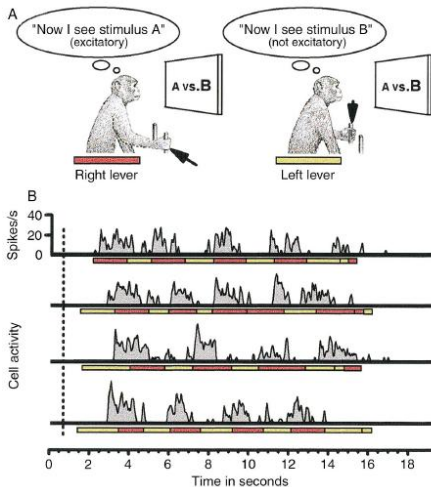 A
"Now I see stimulus A"
(excitatory)
A vs.B
Right lever
"Now I see stimulus B"
(not excitatory)
A vs.B
Left lever
B
Spikes/s
40
20
0
Cell activity
0 2 4 6 8 10 12 14 16 18
Time in seconds